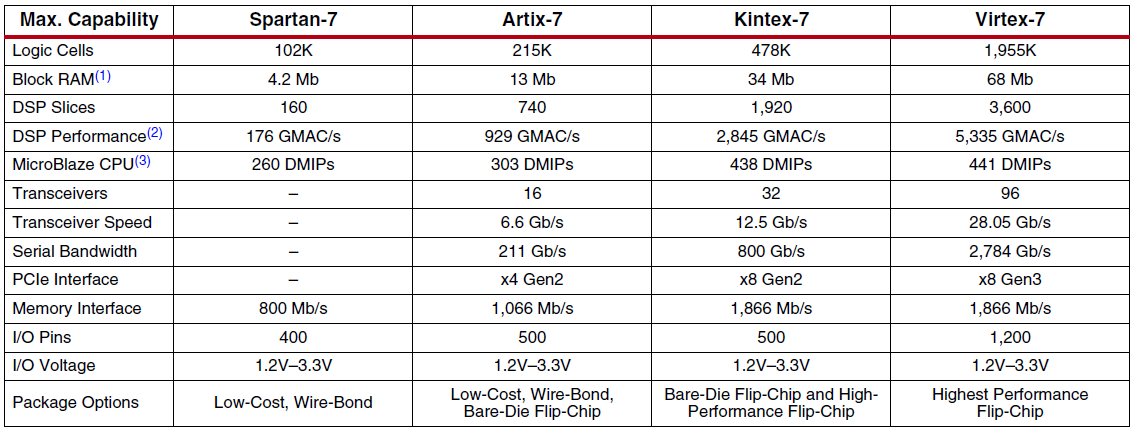 Max. Capability Spartan-7 Artix-7 Kintex-7 Virtex-7
Logic Cells 102K 215K 478K 1,955K
Block RAM(1) 4.2 Mb 13 Mb 34 Mb 68 Mb
DSP Slices 160 740 1,920 3,600
DSP Performance(2) 176 GMAC/s 929 GMAC/s 2,845 GMAC/s 5,335 GMAC/s
MicroBlaze CPU(3) 260 DMIPs 303 DMIPs 438 DMIPs 441 DMIPs
Transceivers – 16 32 96
Transceiver Speed – 6.6 Gb/s 12.5 Gb/s 28.05 Gb/s
Serial Bandwidth – 211 Gb/s 800 Gb/s 2,784 Gb/s
PCIe Interface – x4 Gen2 x8 Gen2 x8 Gen3
Memory Interface 800 Mb/s 1,066 Mb/s 1,866 Mb/s 1,866 Mb/s
I/O Pins 400 500 500 1,200
I/O Voltage 1.2V–3.3V 1.2V–3.3V 1.2V–3.3V 1.2V–3.3V
Package Options Low-Cost, Wire-Bond Low-Cost, Wire-Bond,
Bare-Die Flip-Chip Bare-Die Flip-Chip and High-
Performance Flip-Chip Highest Performance
Flip-Chip